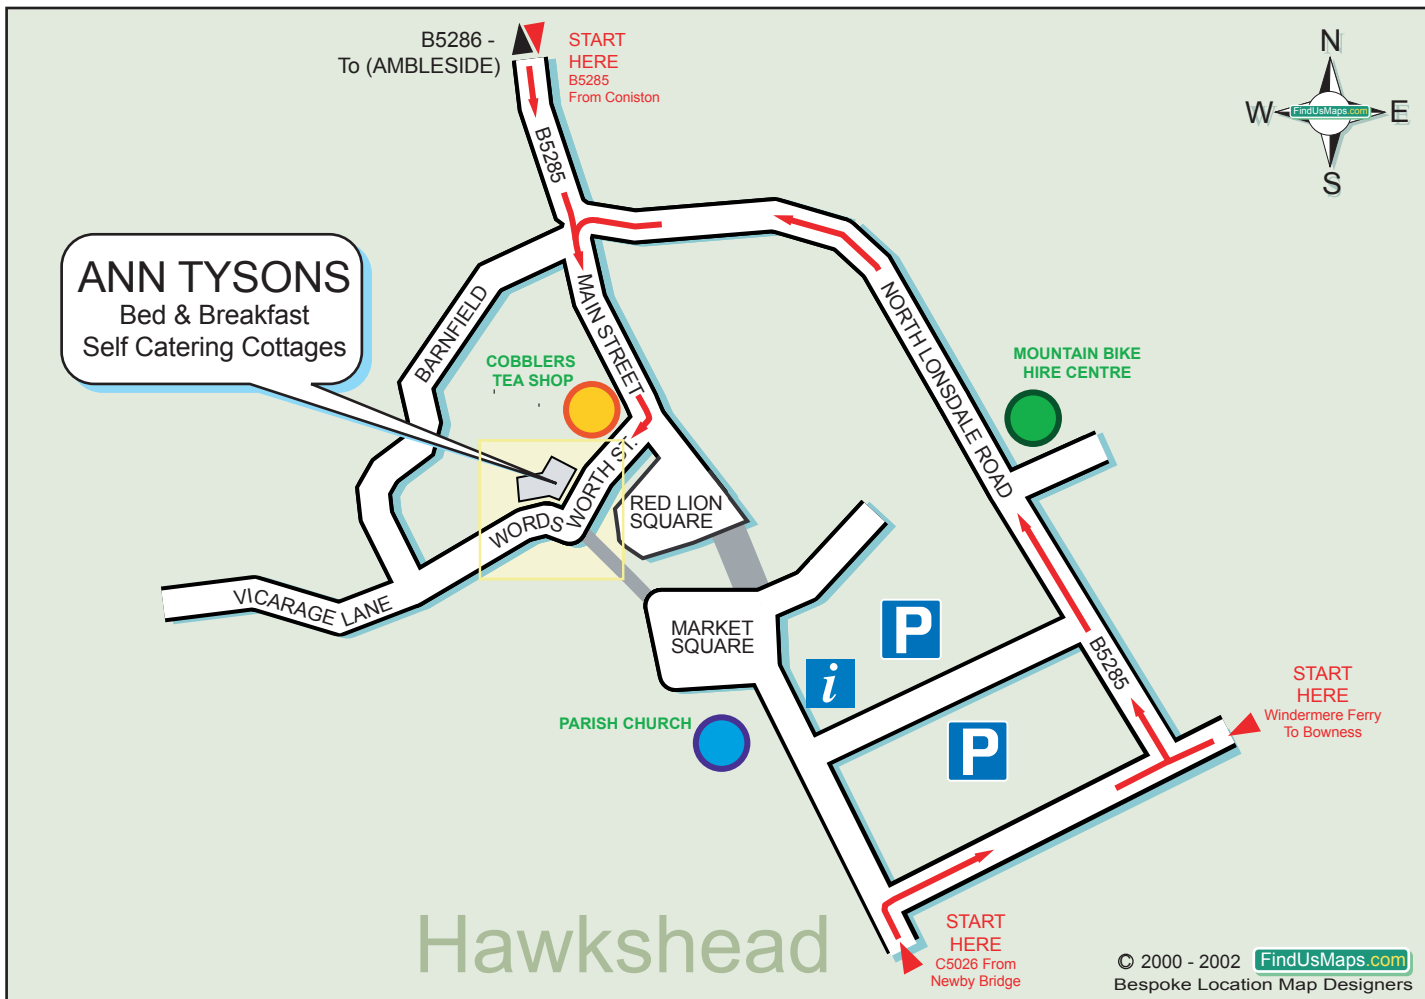 B5286 -
To (AMBLESIDE)
START
HERE
B5285
From Coniston
N
W
FindUsMaps.com
E
S
B5285
ANN TYSONS
Bed & Breakfast
Self Catering Cottages
BARNFIELD
MAIN STREET
NORTH LONSDALE ROAD
COBBLERS
TEA SHOP
MOUNTAIN BIKE
HIRE CENTRE
WORDSWORTH ST.
RED LION
SQUARE
VICARAGE LANE
MARKET
SQUARE
P
i
B5285
PARISH CHURCH
P
START
HERE
Windermere Ferry
To Bowness
Hawkshead
START
HERE
C5026 From
Newby Bridge
© 2000 - 2002 FindUsMaps.com
Bespoke Location Map Designers